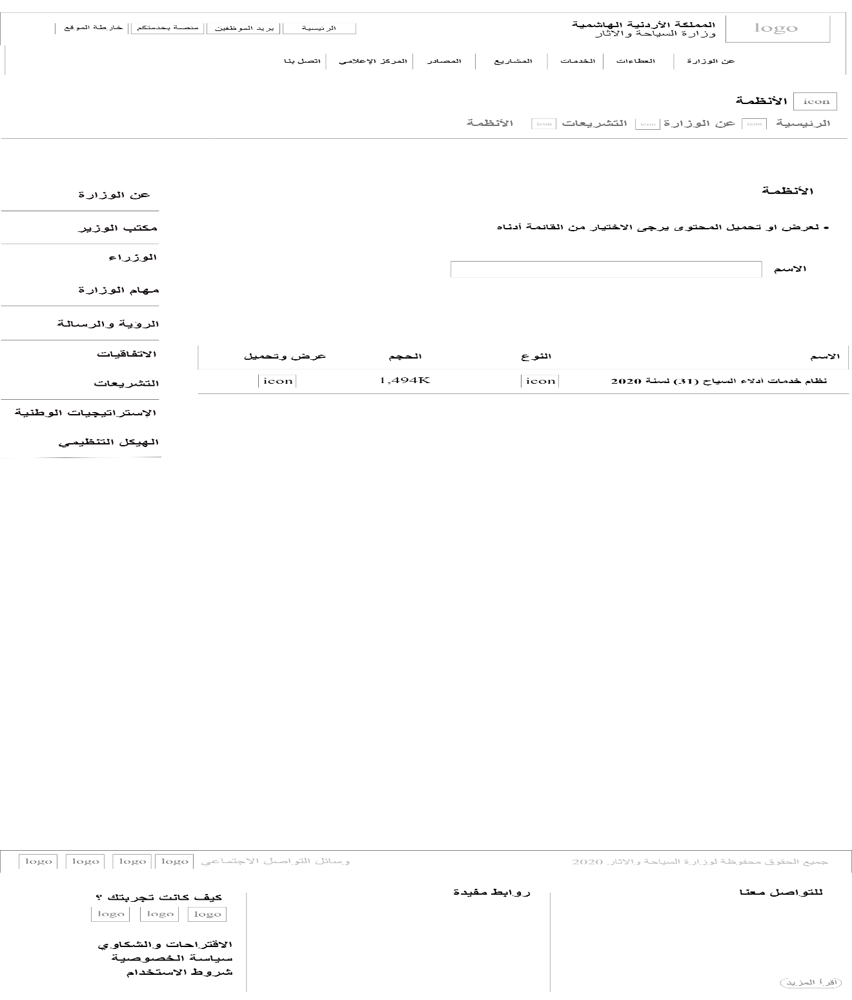 logo
المملكة الأردنية الهاشمية
وزارة السياحة والاثار
الرئيسية
بريد الموظفين
منصة بخدمتكم
خارطة الموقع
عن الوزارة
العطاءات
الخدمات
المشاريع
المصادر
المركز الإعلامي
اتصل بنا
icon الأنظمة
الرئيسية icon عن الوزارة icon التشريعات icon الأنظمة
الأنظمة
• لعرض او تحميل المحتوى يرجى الاختيار من القائمة أدناه
الاسم
الاسم النوع الحجم عرض وتحميل
نظام خدمات أدلاء السياح (31) لسنة 2020 icon 1,494K icon
عن الوزارة
مكتب الوزير
الوزراء
مهام الوزارة
الرؤية والرسالة
الاتفاقيات
التشريعات
الإستراتيجيات الوطنية
الهيكل التنظيمي
جميع الحقوق محفوظة لوزارة السياحة والاثار 2020
وسائل التواصل الاجتماعي logo logo logo logo
للتواصل معنا
أقرأ المزيد
روابط مفيدة
كيف كانت تجربتك ؟
logo logo logo
الاقتراحات والشكاوي
سياسة الخصوصية
شروط الاستخدام